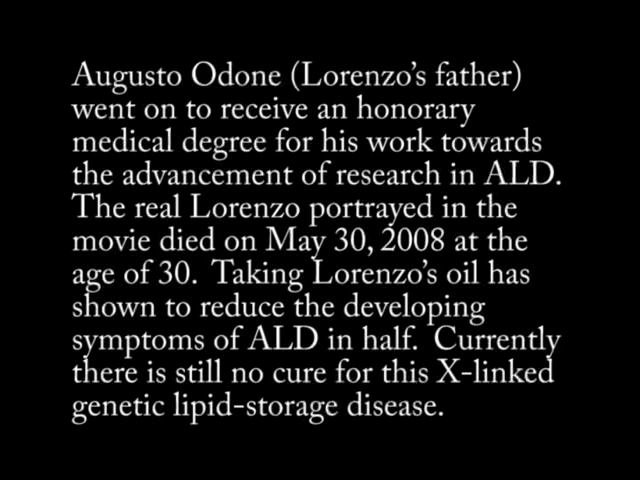 Augusto Odone (Lorenzo's father)
went on to receive an honorary
medical degree for his work towards
the advancement of research in ALD.
The real Lorenzo portrayed in the
movie died on May 30, 2008 at the
age of 30.  Taking Lorenzo's oil has
shown to reduce the developing
symptoms of ALD in half.  Currently
there is still no cure for this X-linked
genetic lipid-storage disease.